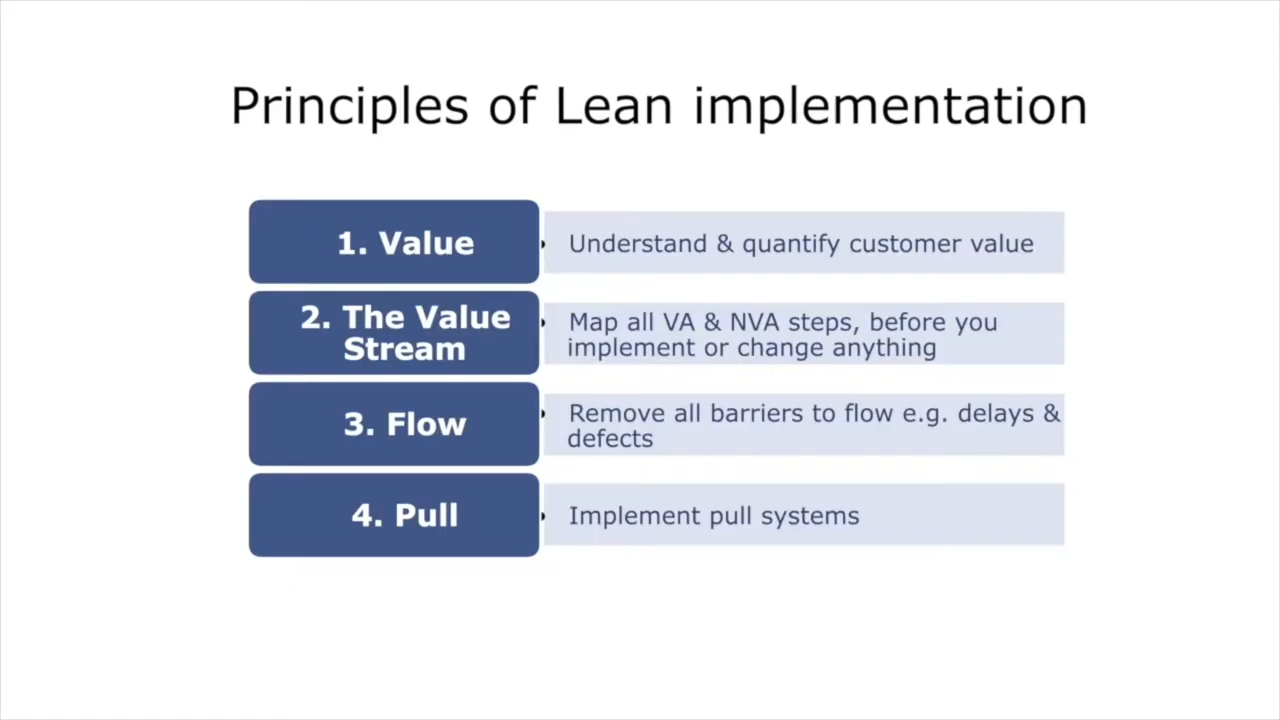 Principles of Lean implementation
1. Value
Understand & quantify customer value
2. The Value
Stream
Map all VA & NVA steps, before you
implement or change anything
3. Flow
Remove all barriers to flow e.g. delays &
defects
4. Pull
Implement pull systems